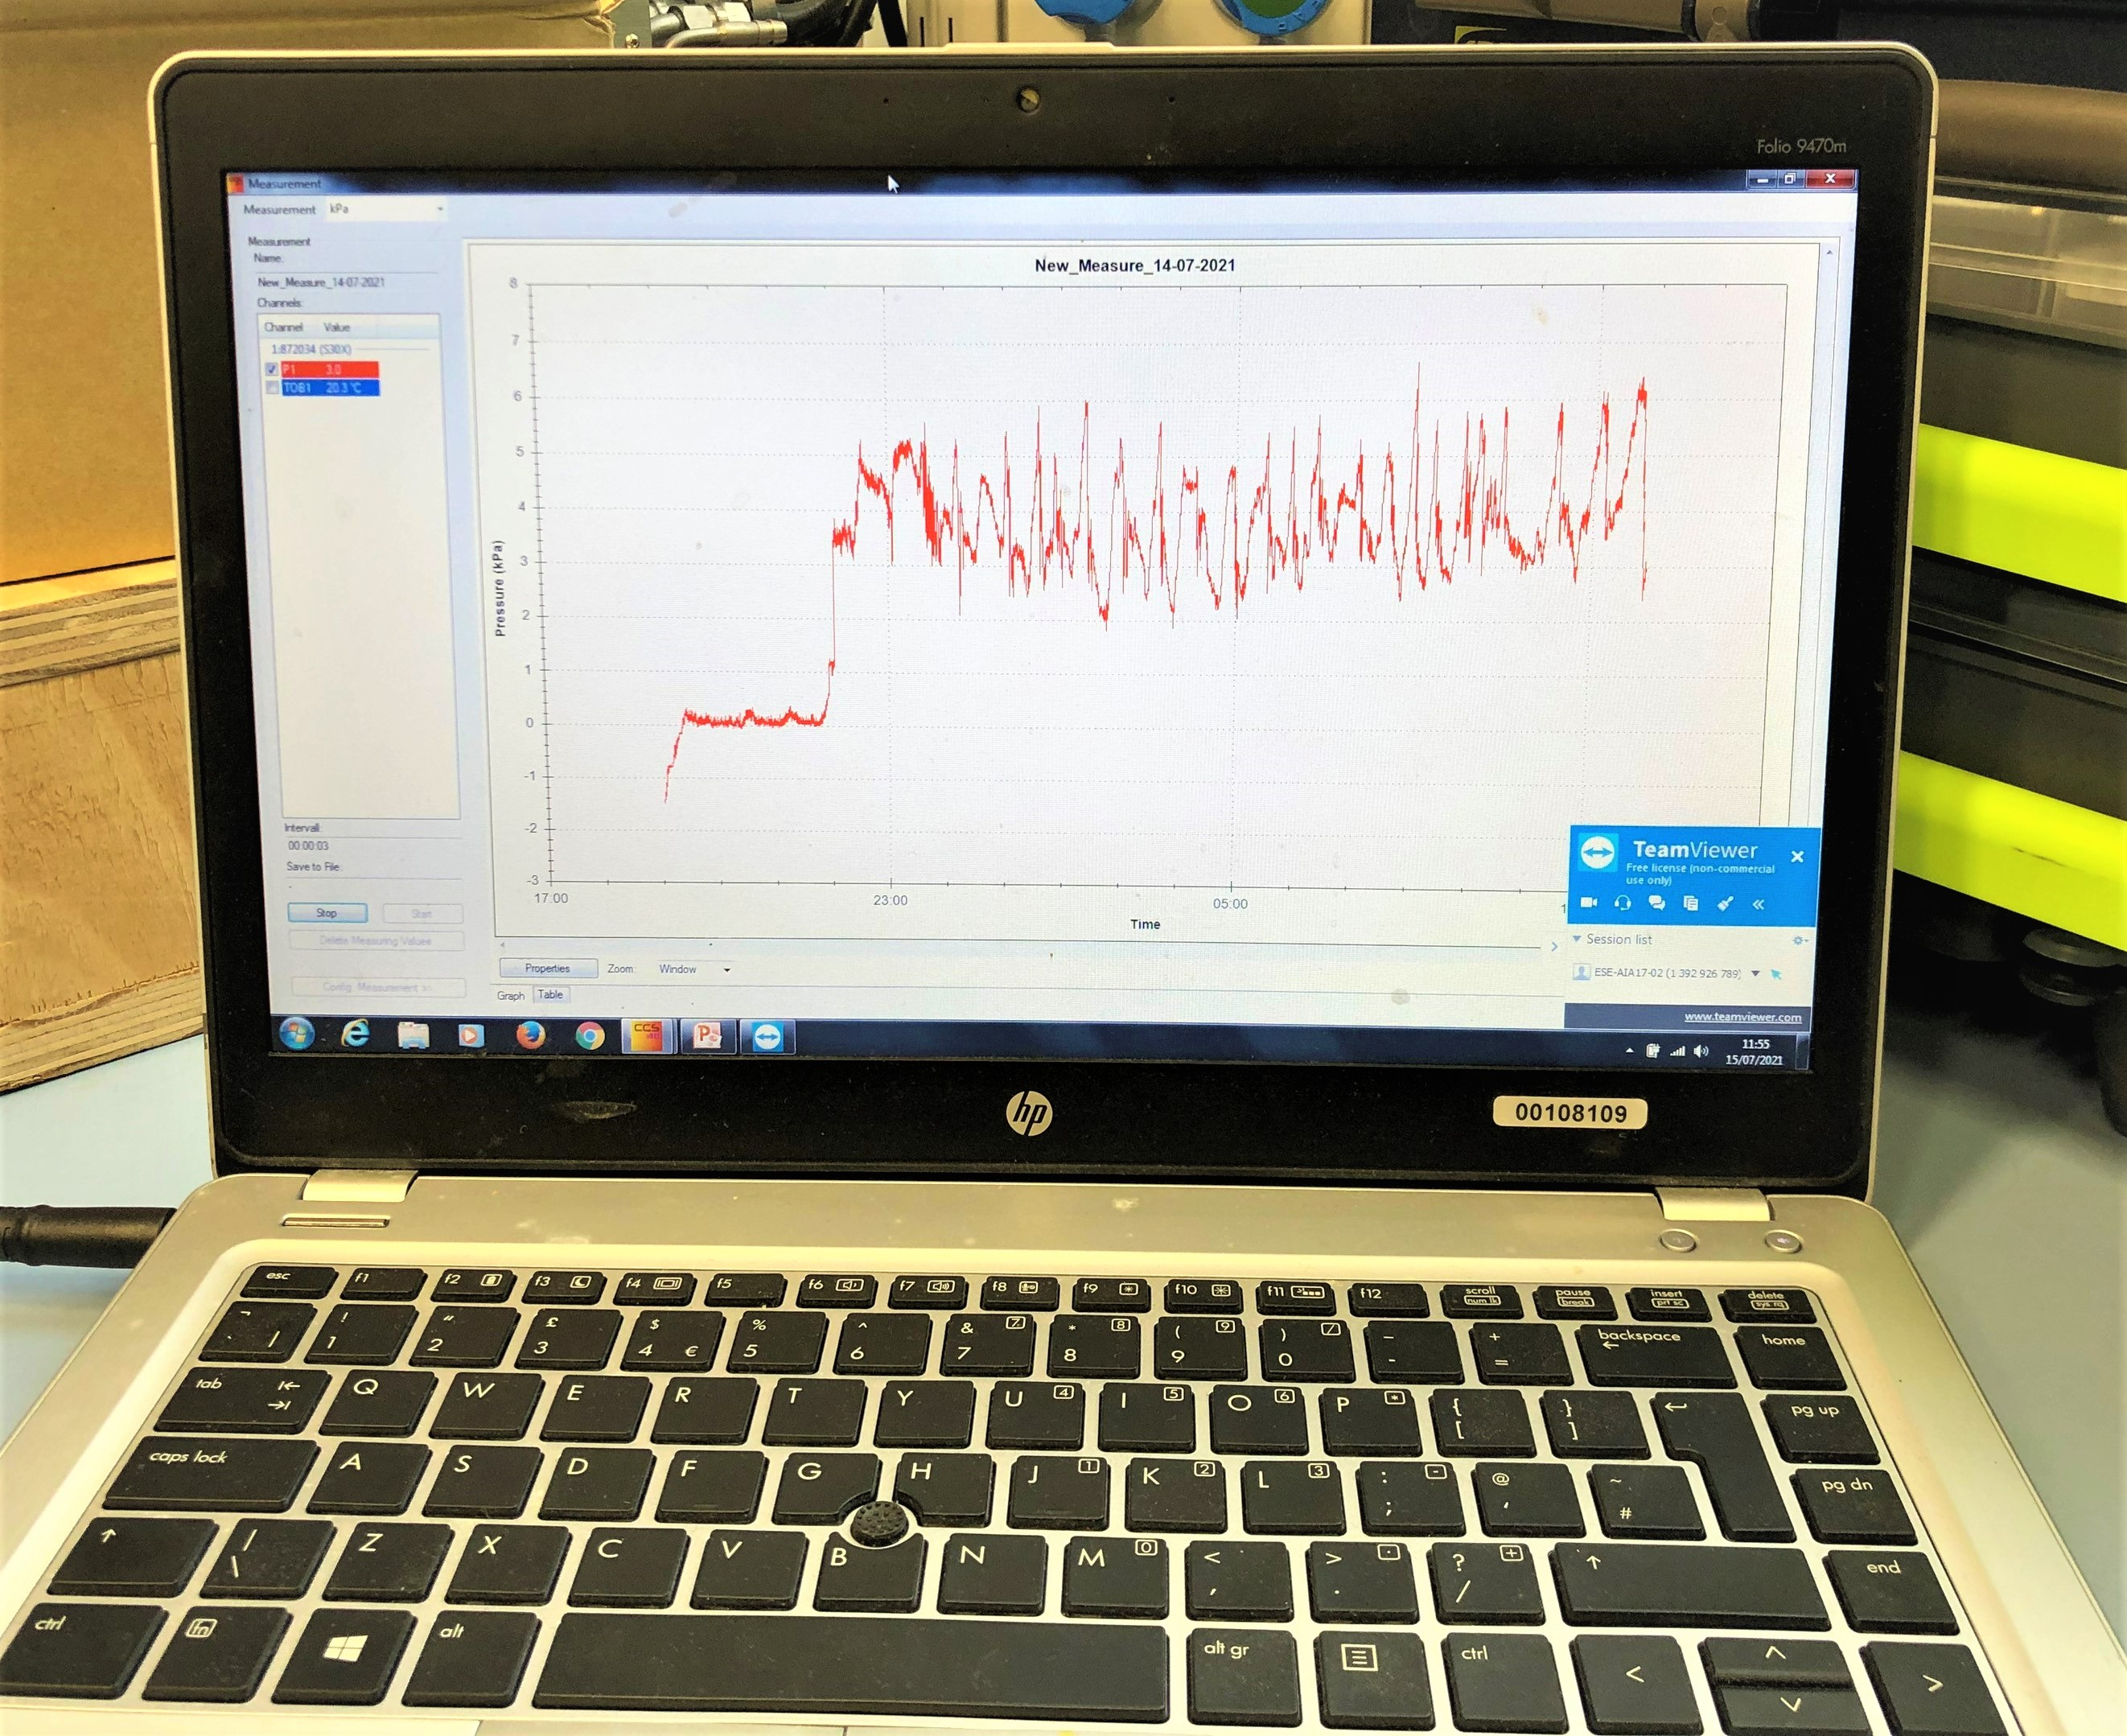 Folio 9470m
Measurement
Measurement kPa
Measurement
Name:
New_Measure_14-07-2021
Channels:
Channel Value
1:872034 (S30X)
P1 3.0
TOB1 20.3 °C
Intervall:
00:00:03
Save to File:
-
Stop Start
Delete Measuring Values
Config. Measurement >>
New_Measure_14-07-2021
8
7
6
5
4
3
2
1
0
-1
-2
-3
Pressure (kPa)
17:00 23:00 05:00
Time
Properties Zoom: Window
Graph Table
TeamViewer
Free license (non-commercial
use only)
Session list
ESE-AIA17-02 (1 392 926 789)
www.teamviewer.com
CCS
P
11:55
15/07/2021
hp
00108109
esc f1 f2 f3 f4 f5 f6 f7 f8 f9 f10 f11 f12 scroll num lk pause break insert prt sc delete sys rq
¬ ` | ! 1 " 2 £ 3 $ 4 € % 5 ^ 6 & 7 7 * 8 8 ( 9 9 ) 0 / _ - + = backspace home
tab Q W E R T Y U 4 I 5 O 6 P * { [ } ] pg up
caps lock A S D F G H J 1 K 2 L 3 : ; - @ ' ~ # pg dn
| \ Z X C V B N M 0 < , > . . ? / + end
ctrl fn alt alt gr ctrl